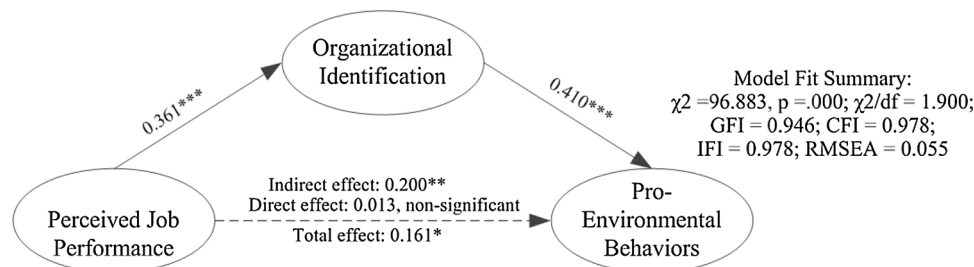 Organizational
Identification
0.361***
0.410***
Model Fit Summary:
χ2 =96.883, p =.000; χ2/df = 1.900;
GFI = 0.946; CFI = 0.978;
IFI = 0.978; RMSEA = 0.055
Perceived Job
Performance
Indirect effect: 0.200**
Direct effect: 0.013, non-significant
Total effect: 0.161*
Pro-
Environmental
Behaviors